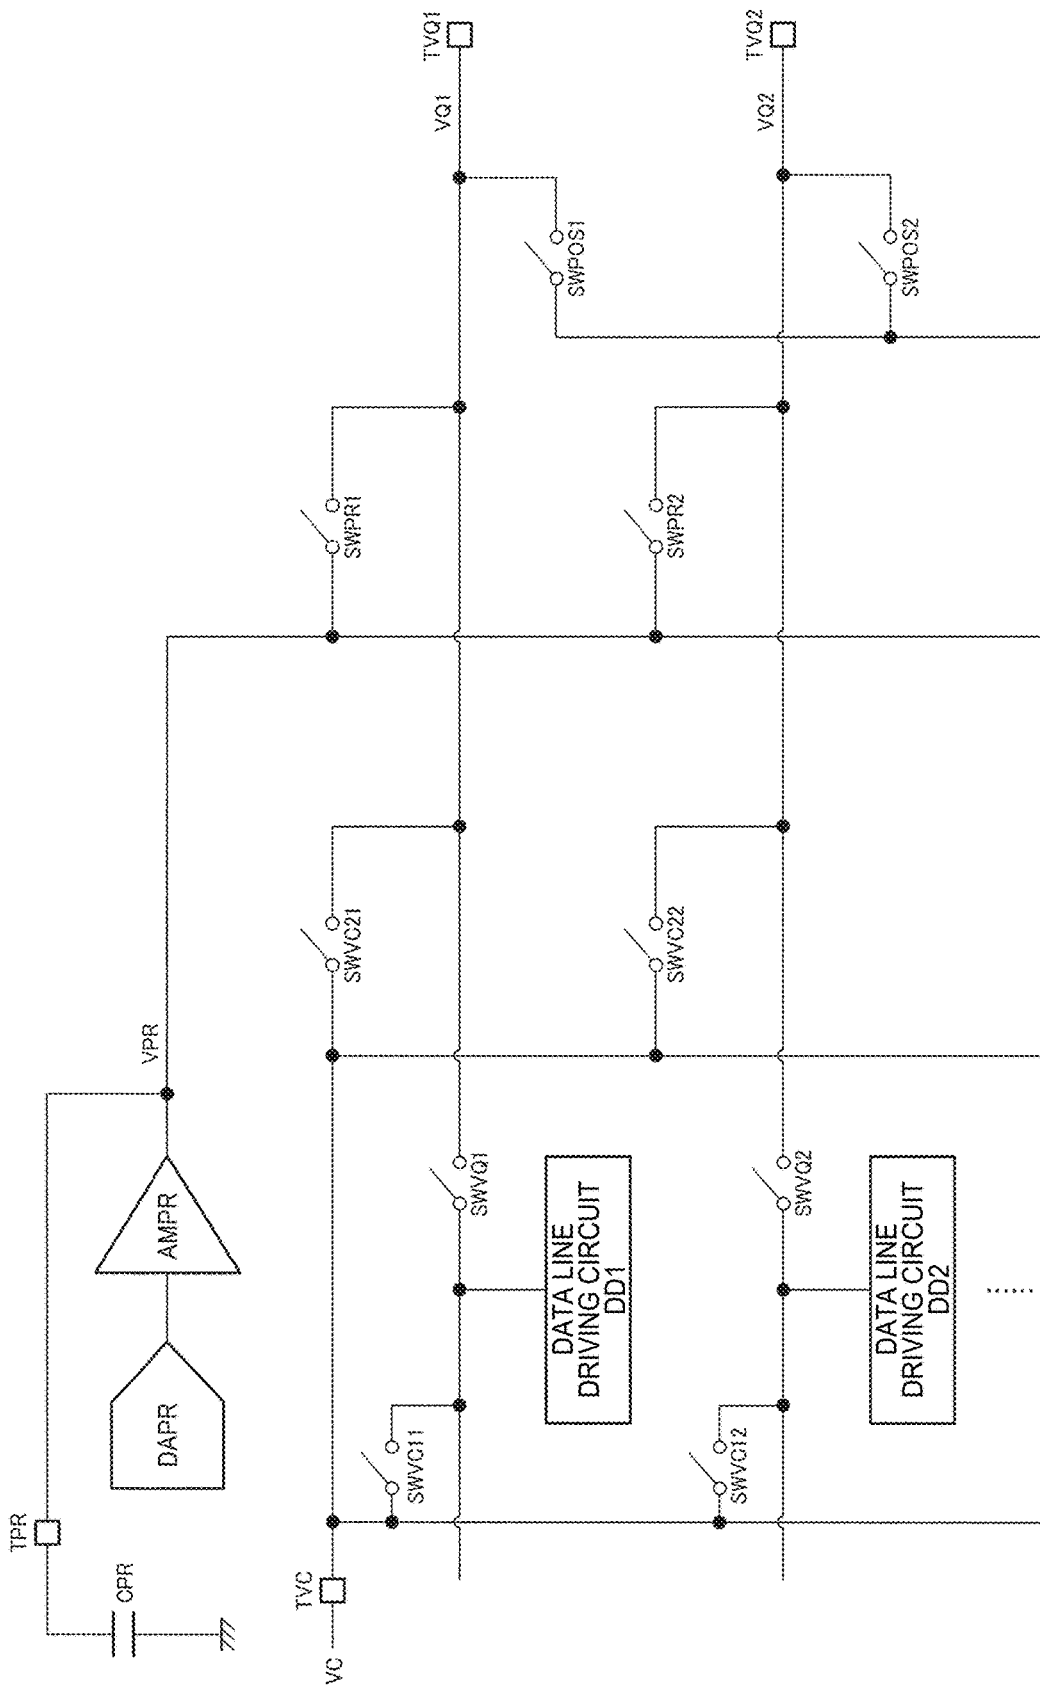 CPR
TPR
DAPR
AMPR
VPR
VC
TVC
SWVC11
SWVC21
SWPR1
DATA LINE
DRIVING CIRCUIT
DD1
SWVQ1
SWPOS1
VQ1
TVQ1
SWVC12
SWVC22
SWPR2
DATA LINE
DRIVING CIRCUIT
DD2
SWVQ2
SWPOS2
VQ2
TVQ2
......